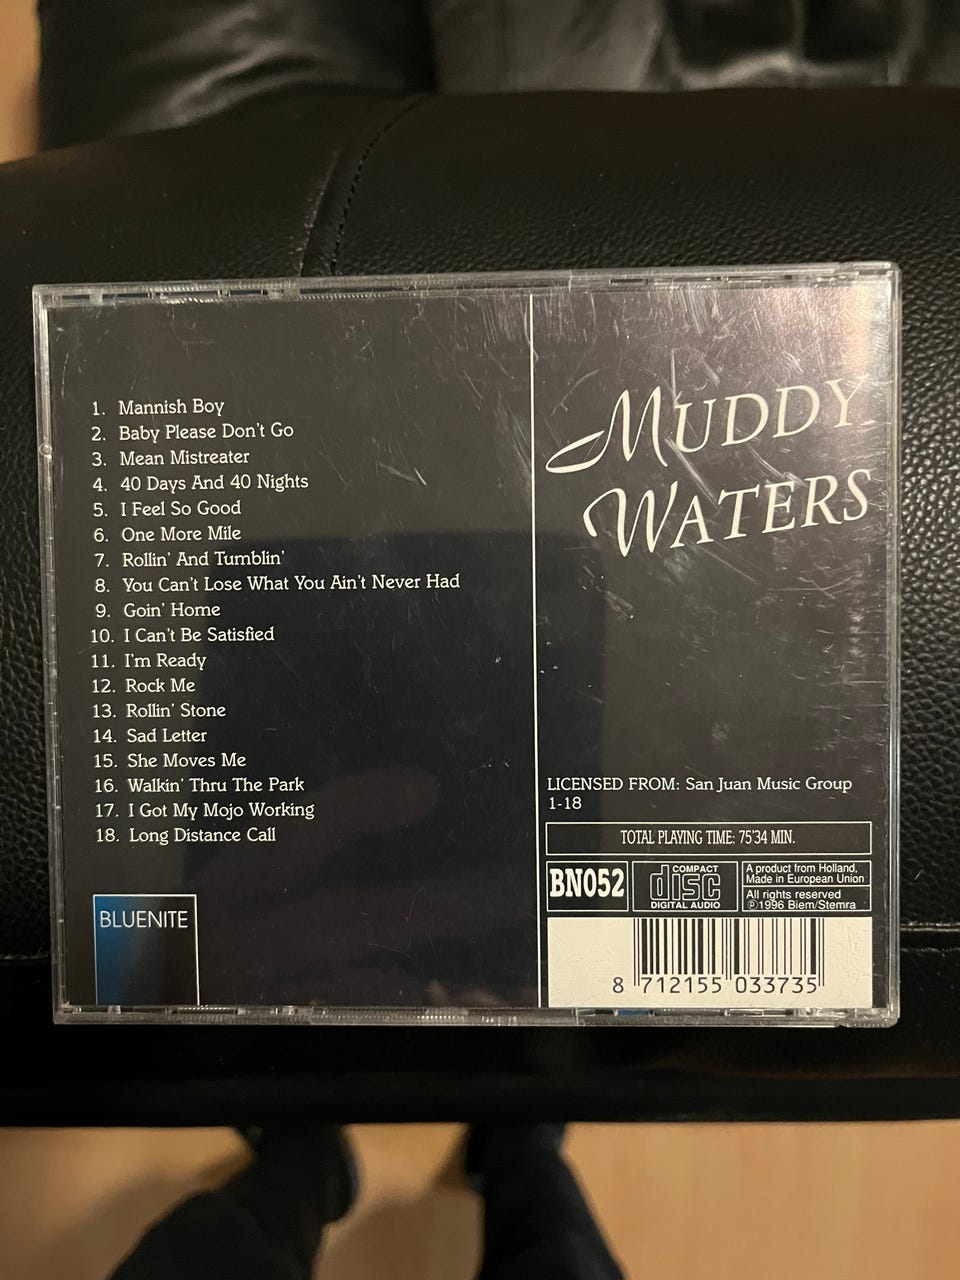 1. Mannish Boy
2. Baby Please Don't Go
3. Mean Mistreater
4. 40 Days And 40 Nights
5. I Feel So Good
6. One More Mile
7. Rollin' And Tumblin'
8. You Can't Lose What You Ain't Never Had
9. Goin' Home
10. I Can't Be Satisfied
11. I'm Ready
12. Rock Me
13. Rollin' Stone
14. Sad Letter
15. She Moves Me
16. Walkin' Thru The Park
17. I Got My Mojo Working
18. Long Distance Call
BLUENITE
MUDDY
WATERS
LICENSED FROM: San Juan Music Group
1-18
TOTAL PLAYING TIME: 75'34 MIN.
BN052
COMPACT
disc
DIGITAL AUDIO
A product from Holland,
Made in European Union
All rights reserved
℗1996 Biem/Stemra
8 712155 033735